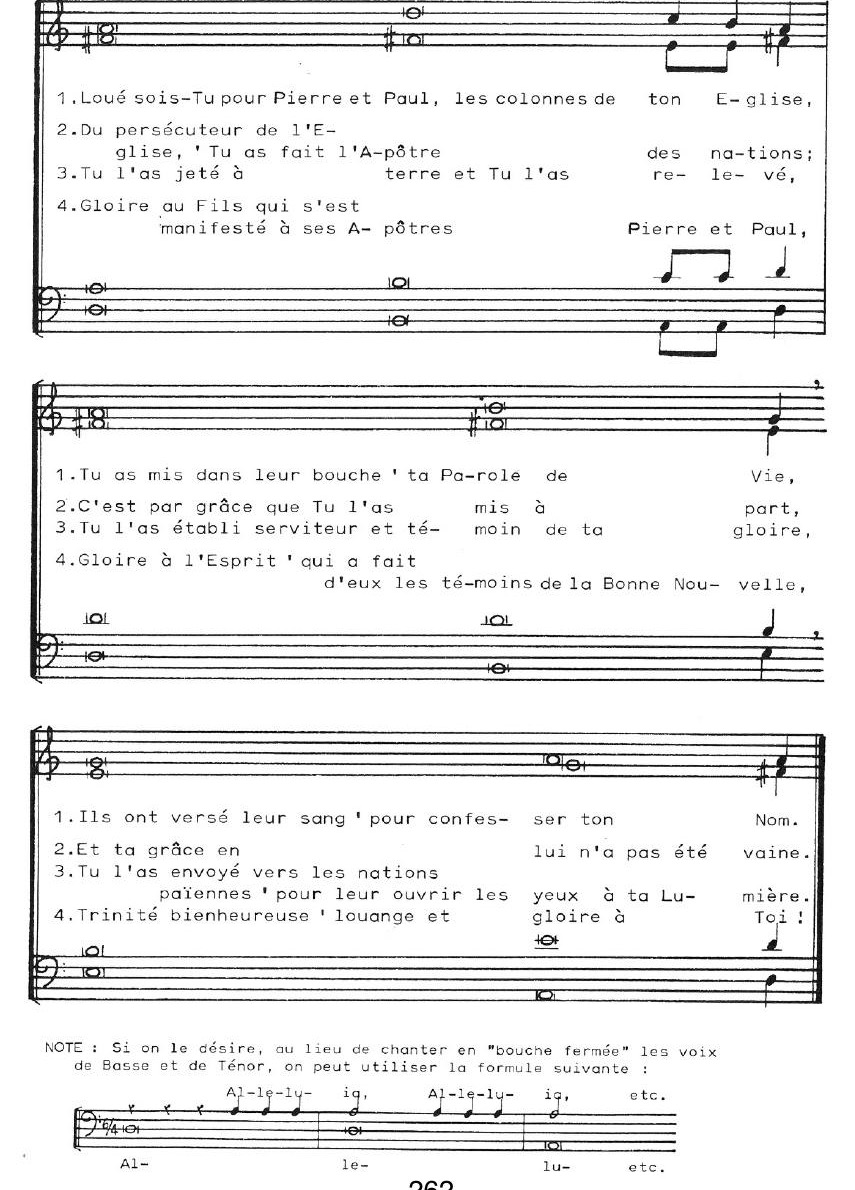 1.Loué sois-Tu pour Pierre et Paul, les colonnes de ton E-glise,
2.Du persécuteur de l'E-
glise, ' Tu as fait l'A-pôtre des na-tions;
3.Tu l'as jeté à terre et Tu l'as re- le- vé,
4.Gloire au Fils qui s'est
manifesté à ses A- pôtres Pierre et Paul,
1.Tu as mis dans leur bouche ' ta Pa-role de Vie,
2.C'est par grâce que Tu l'as mis à part,
3.Tu l'as établi serviteur et té- moin de ta gloire,
4.Gloire à l'Esprit ' qui a fait
d'eux les té-moins de la Bonne Nou- velle,
1.Ils ont versé leur sang ' pour confes- ser ton Nom.
2.Et ta grâce en lui n'a pas été vaine.
3.Tu l'as envoyé vers les nations
païennes ' pour leur ouvrir les yeux à ta Lu- mière.
4.Trinité bienheureuse ' louange et gloire à Toi !
NOTE : Si on le désire, au lieu de chanter en "bouche fermée" les voix
de Basse et de Ténor, on peut utiliser la formule suivante :
Al-le-lu- ia, Al-le-lu- ia, etc.
6/4
Al- le- lu- etc.